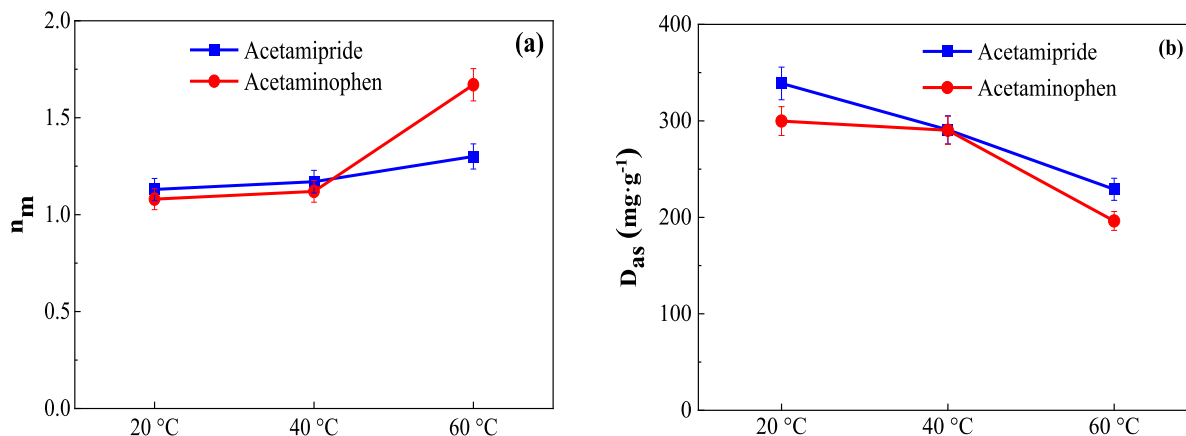 2.0
1.5
1.0
0.5
0.0
n_m
Acetamipride
Acetaminophen
(a)
20 °C
40 °C
60 °C
400
300
200
100
0
D_as (mg·g⁻¹)
Acetamipride
Acetaminophen
(b)
20 °C
40 °C
60 °C